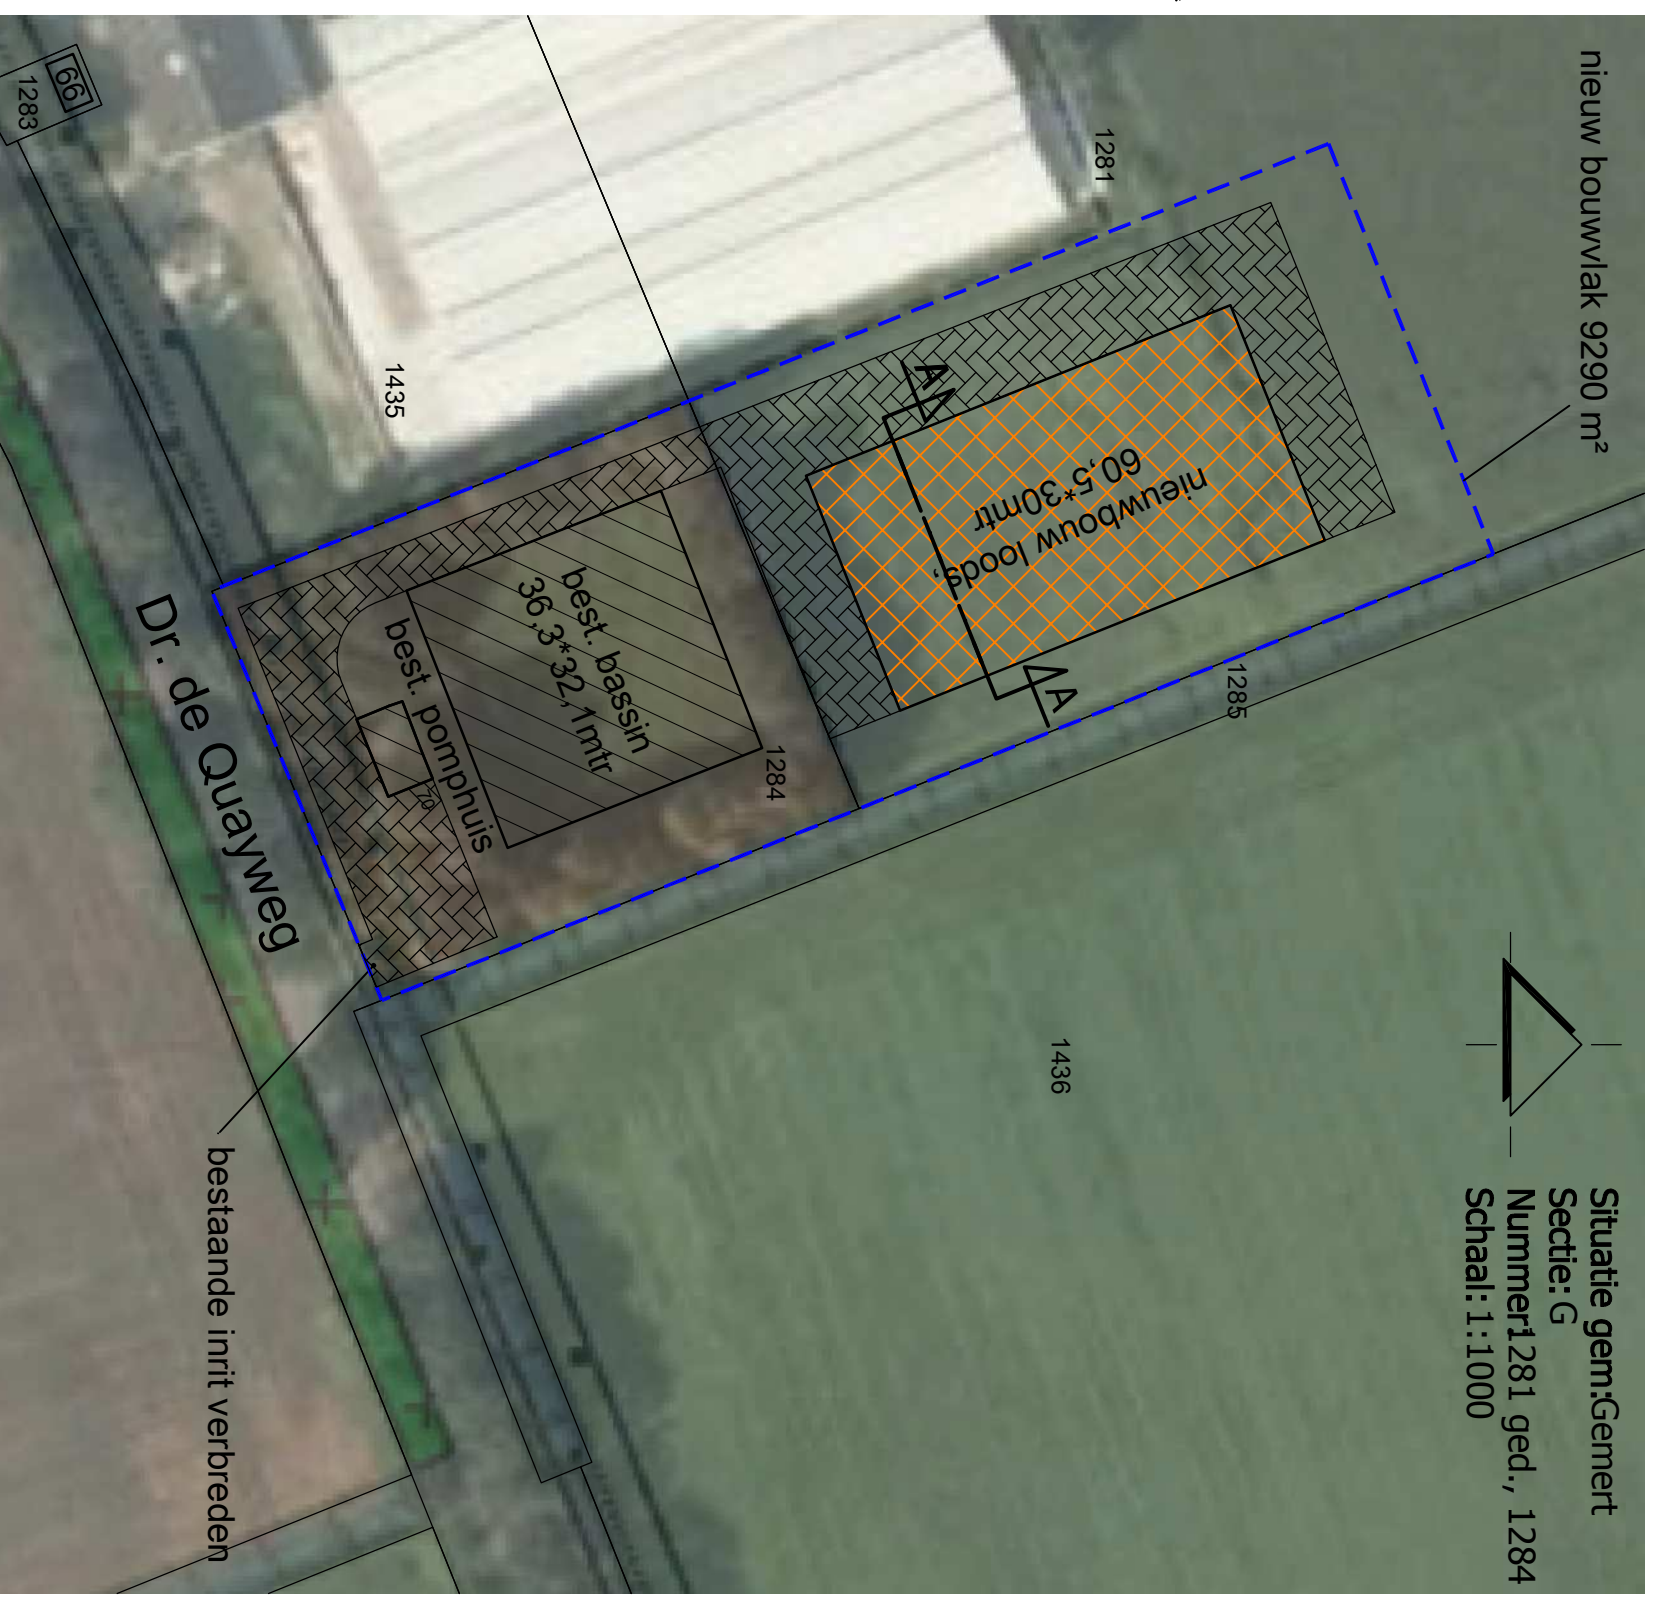 Situatie gem:Gemert
Sectie: G
Nummer:1281 ged., 1284
Schaal: 1:1000
nieuw bouwvlak 9290 m²
1281
1285
nieuwbouw loods,
60,5*30mtr
A
A
1436
1284
best. bassin
36,3*32,1mtr
best. pomphuis
70
1435
Dr. de Quayweg
bestaande inrit verbreden
66
1283